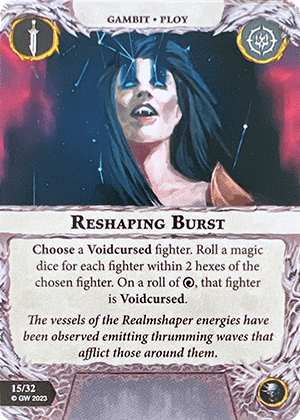 GAMBIT • PLOY
RESHAPING BURST
Choose a Voidcursed fighter. Roll a magic
dice for each fighter within 2 hexes of the
chosen fighter. On a roll of , that fighter
is Voidcursed.
The vessels of the Realmshaper energies have
been observed emitting thrumming waves that
afflict those around them.
15/32
© GW 2023